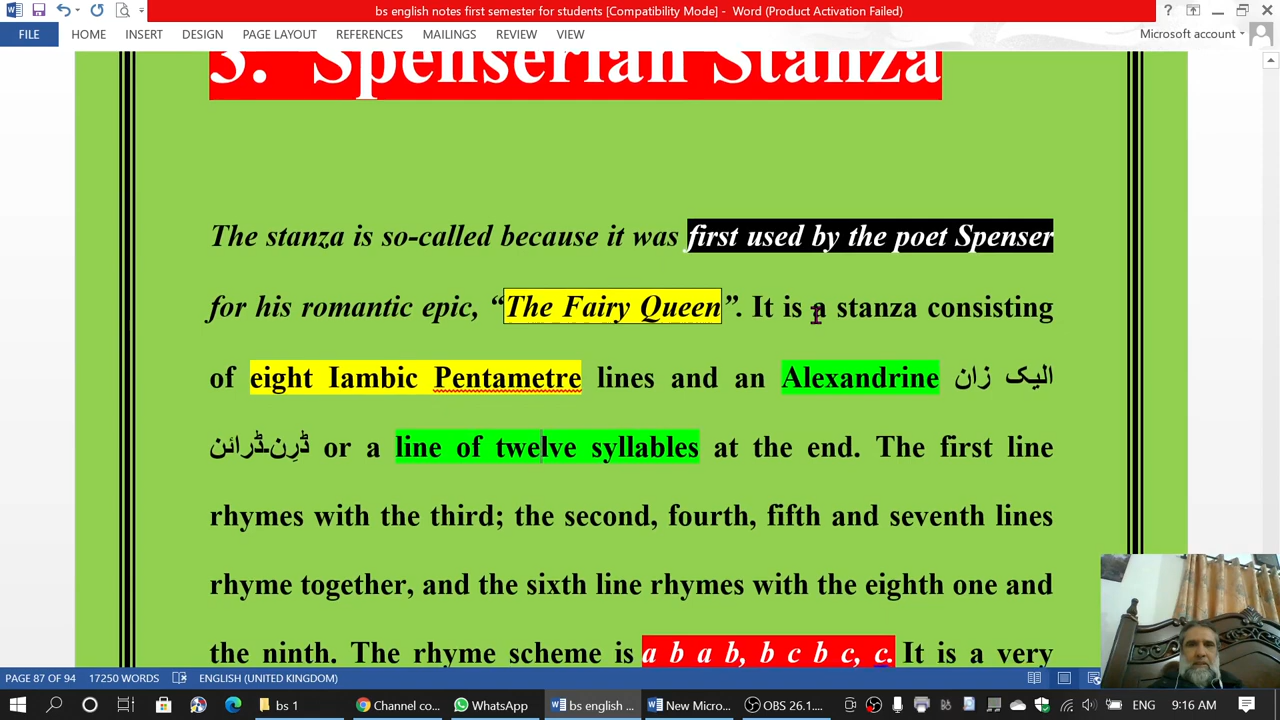 bs english notes first semester for students [Compatibility Mode] - Word (Product Activation Failed)
FILE HOME INSERT DESIGN PAGE LAYOUT REFERENCES MAILINGS REVIEW VIEW Microsoft account
3. Spenserian Stanza
The stanza is so-called because it was first used by the poet Spenser
for his romantic epic, “The Fairy Queen”. It is a stanza consisting
of eight Iambic Pentametre lines and an Alexandrine الیک زان
ڈرِن۔ڈرائن or a line of twelve syllables at the end. The first line
rhymes with the third; the second, fourth, fifth and seventh lines
rhyme together, and the sixth line rhymes with the eighth one and
the ninth. The rhyme scheme is a b a b, b c b c, c. It is a very
PAGE 87 OF 94 17250 WORDS ENGLISH (UNITED KINGDOM)
bs 1 Channel co... WhatsApp bs english ... New Micro... OBS 26.1.... ENG 9:16 AM